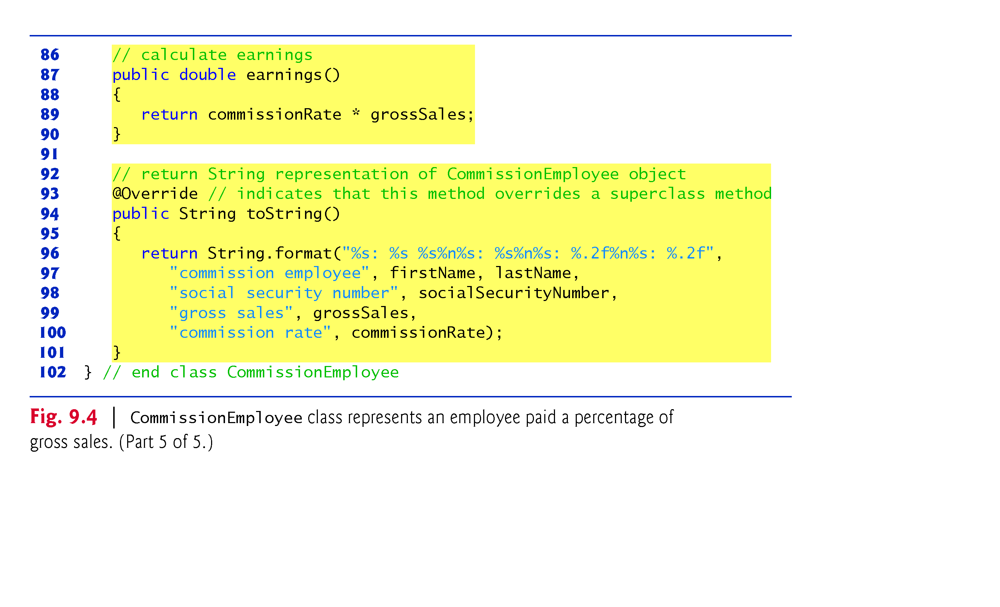 86 // calculate earnings
87 public double earnings()
88 {
89 return commissionRate * grossSales;
90 }
91
92 // return String representation of CommissionEmployee object
93 @Override // indicates that this method overrides a superclass method
94 public String toString()
95 {
96 return String.format("%s: %s %s%n%s: %s%n%s: %.2f%n%s: %.2f",
97 "commission employee", firstName, lastName,
98 "social security number", socialSecurityNumber,
99 "gross sales", grossSales,
100 "commission rate", commissionRate);
101 }
102 } // end class CommissionEmployee
Fig. 9.4 | CommissionEmployee class represents an employee paid a percentage of
gross sales. (Part 5 of 5.)